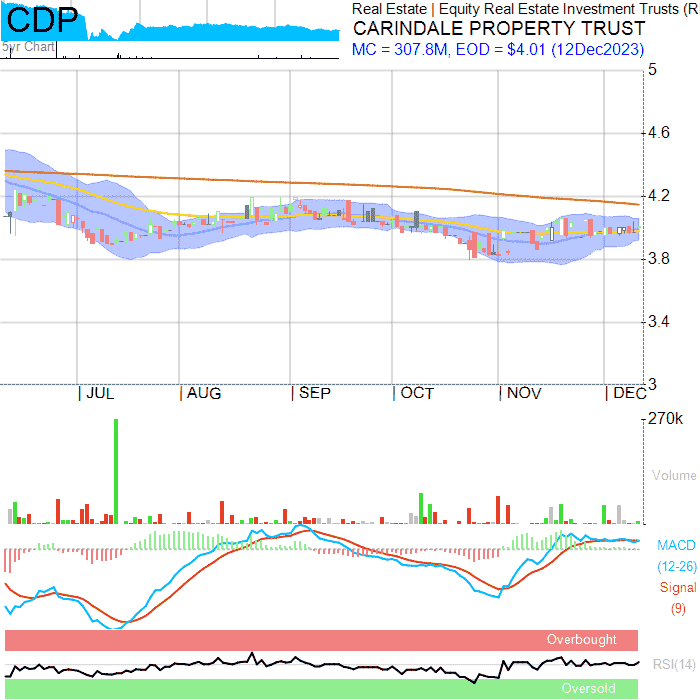 CDP
5yr Chart
Real Estate | Equity Real Estate Investment Trusts (R
CARINDALE PROPERTY TRUST
MC = 307.8M, EOD = $4.01 (12Dec2023)
5
4.6
4.2
3.8
3.4
3
JUL
AUG
SEP
OCT
NOV
DEC
270k
Volume
MACD
(12-26)
Signal
(9)
Overbought
RSI(14)
Oversold